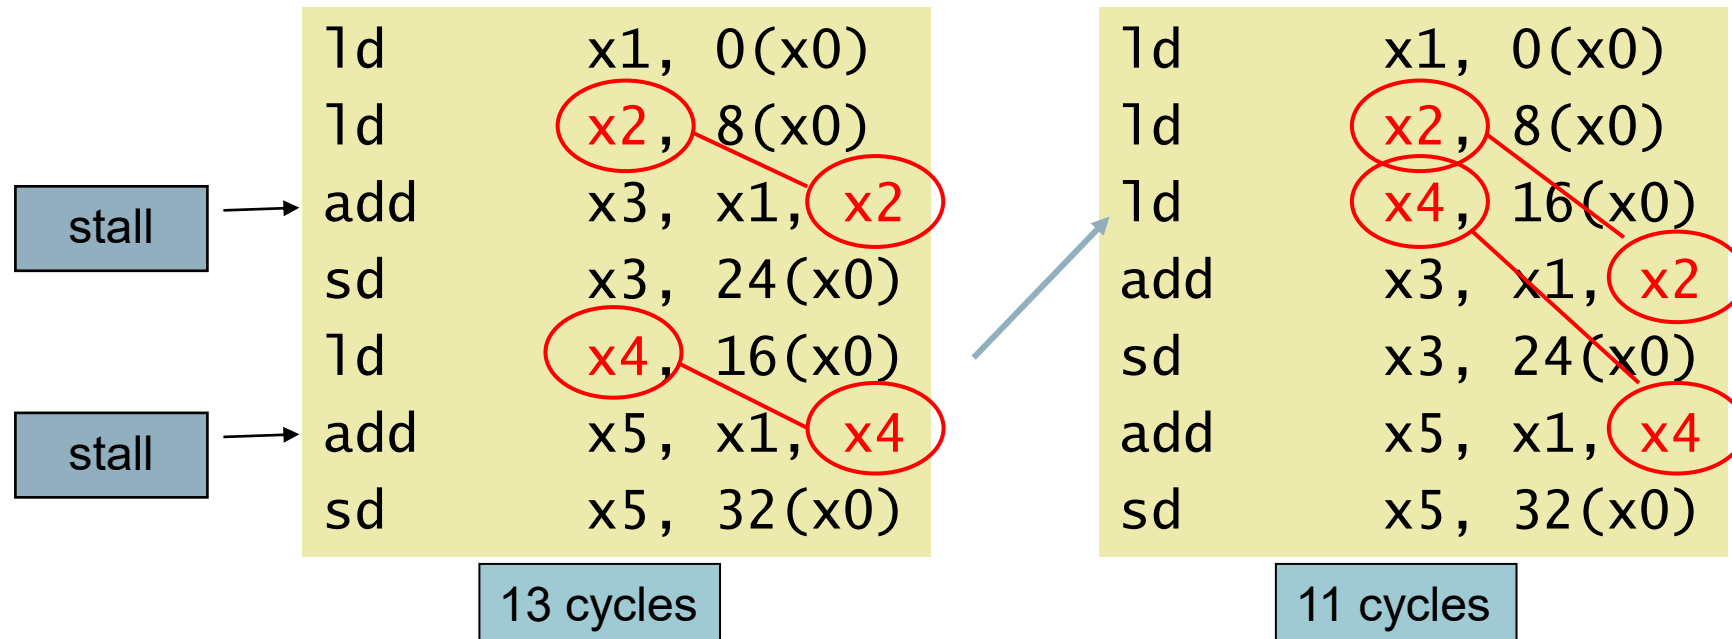 ld x1, 0(x0)
ld x2, 8(x0)
add x3, x1, x2
sd x3, 24(x0)
ld x4, 16(x0)
add x5, x1, x4
sd x5, 32(x0)
stall
stall
13 cycles
ld x1, 0(x0)
ld x2, 8(x0)
ld x4, 16(x0)
add x3, x1, x2
sd x3, 24(x0)
add x5, x1, x4
sd x5, 32(x0)
11 cycles